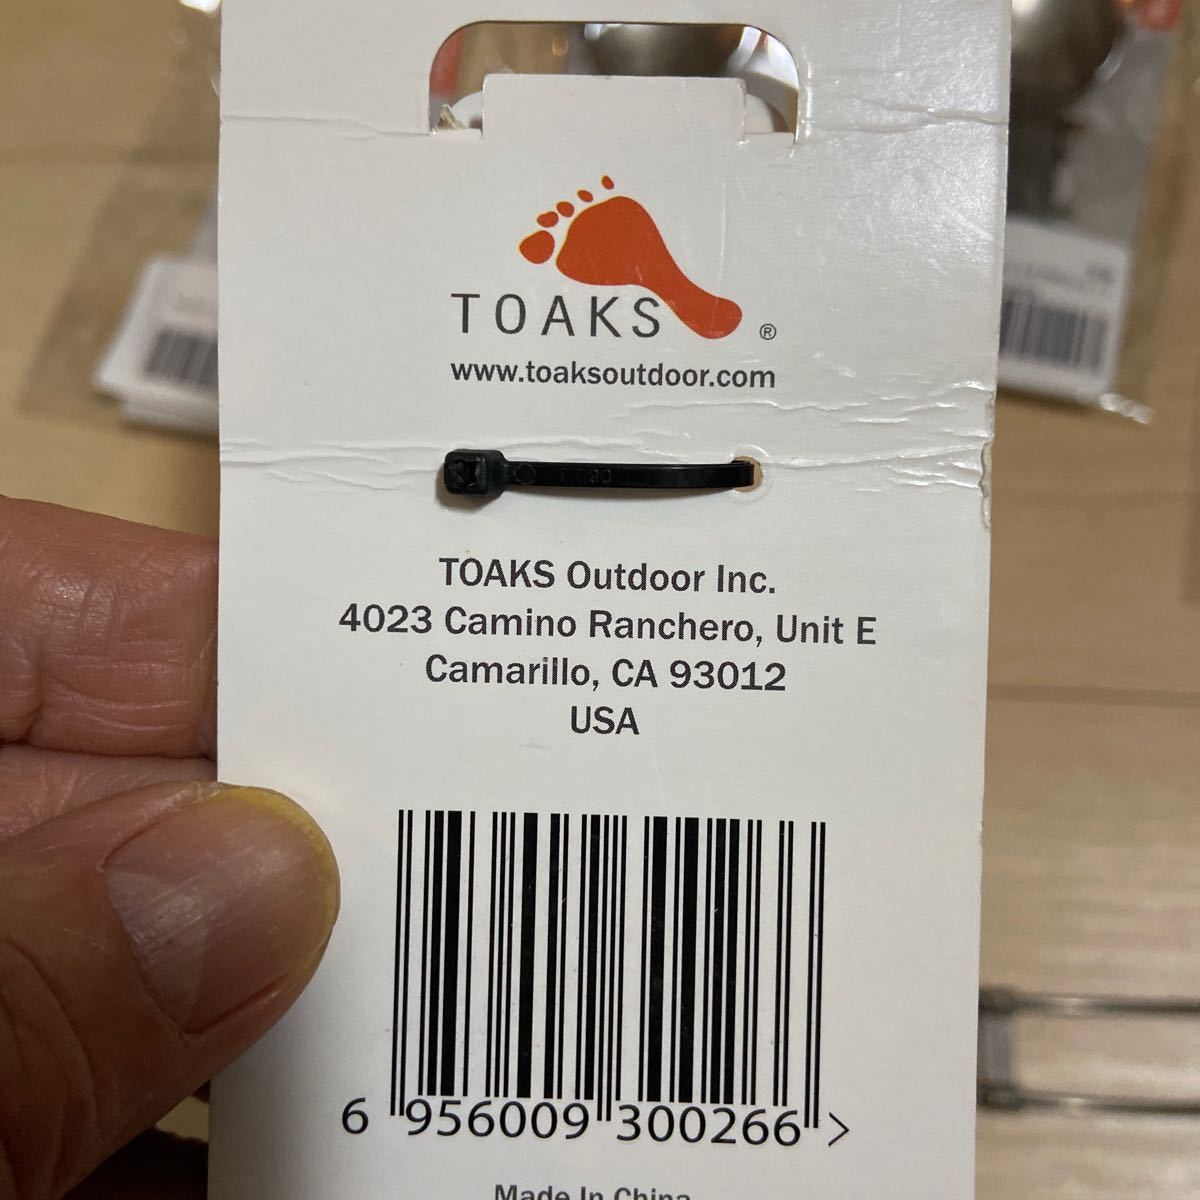 TOAKS®
www.toaksoutdoor.com
TOAKS Outdoor Inc.
4023 Camino Ranchero, Unit E
Camarillo, CA 93012
USA
6 956009 300266 >
Made In China